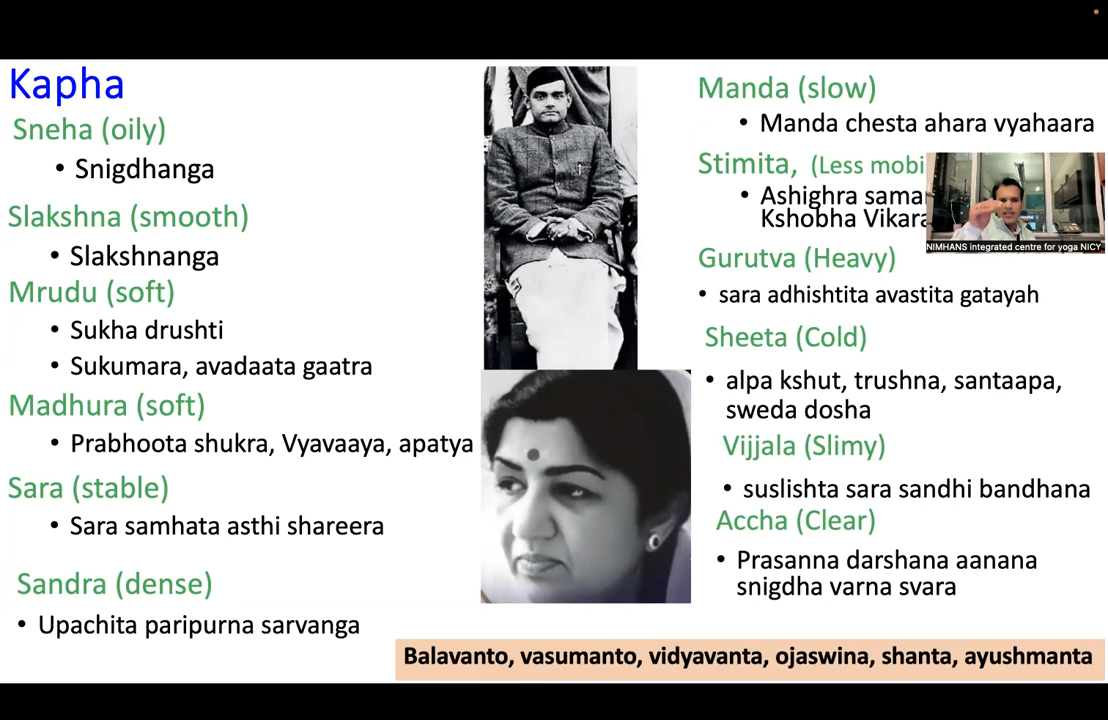 Kapha
Sneha (oily)
• Snigdhanga
Slakshna (smooth)
• Slakshnanga
Mrudu (soft)
• Sukha drushti
• Sukumara, avadaata gaatra
Madhura (soft)
• Prabhoota shukra, Vyavaaya, apatya
Sara (stable)
• Sara samhata asthi shareera
Sandra (dense)
• Upachita paripurna sarvanga
Manda (slow)
• Manda chesta ahara vyahaara
Stimita, (Less mobi
• Ashighra
Kshobha Vikara
NIMHANS integrated centre for yoga NICY
Gurutva (Heavy)
• sara adhishtita avastita gatayah
Sheeta (Cold)
• alpa kshut, trushna, santaapa,
sweda dosha
Vijjala (Slimy)
• suslishta sara sandhi bandhana
Accha (Clear)
• Prasanna darshana aanana
snigdha varna svara
Balavanto, vasumanto, vidyavanta, ojaswina, shanta, ayushmanta